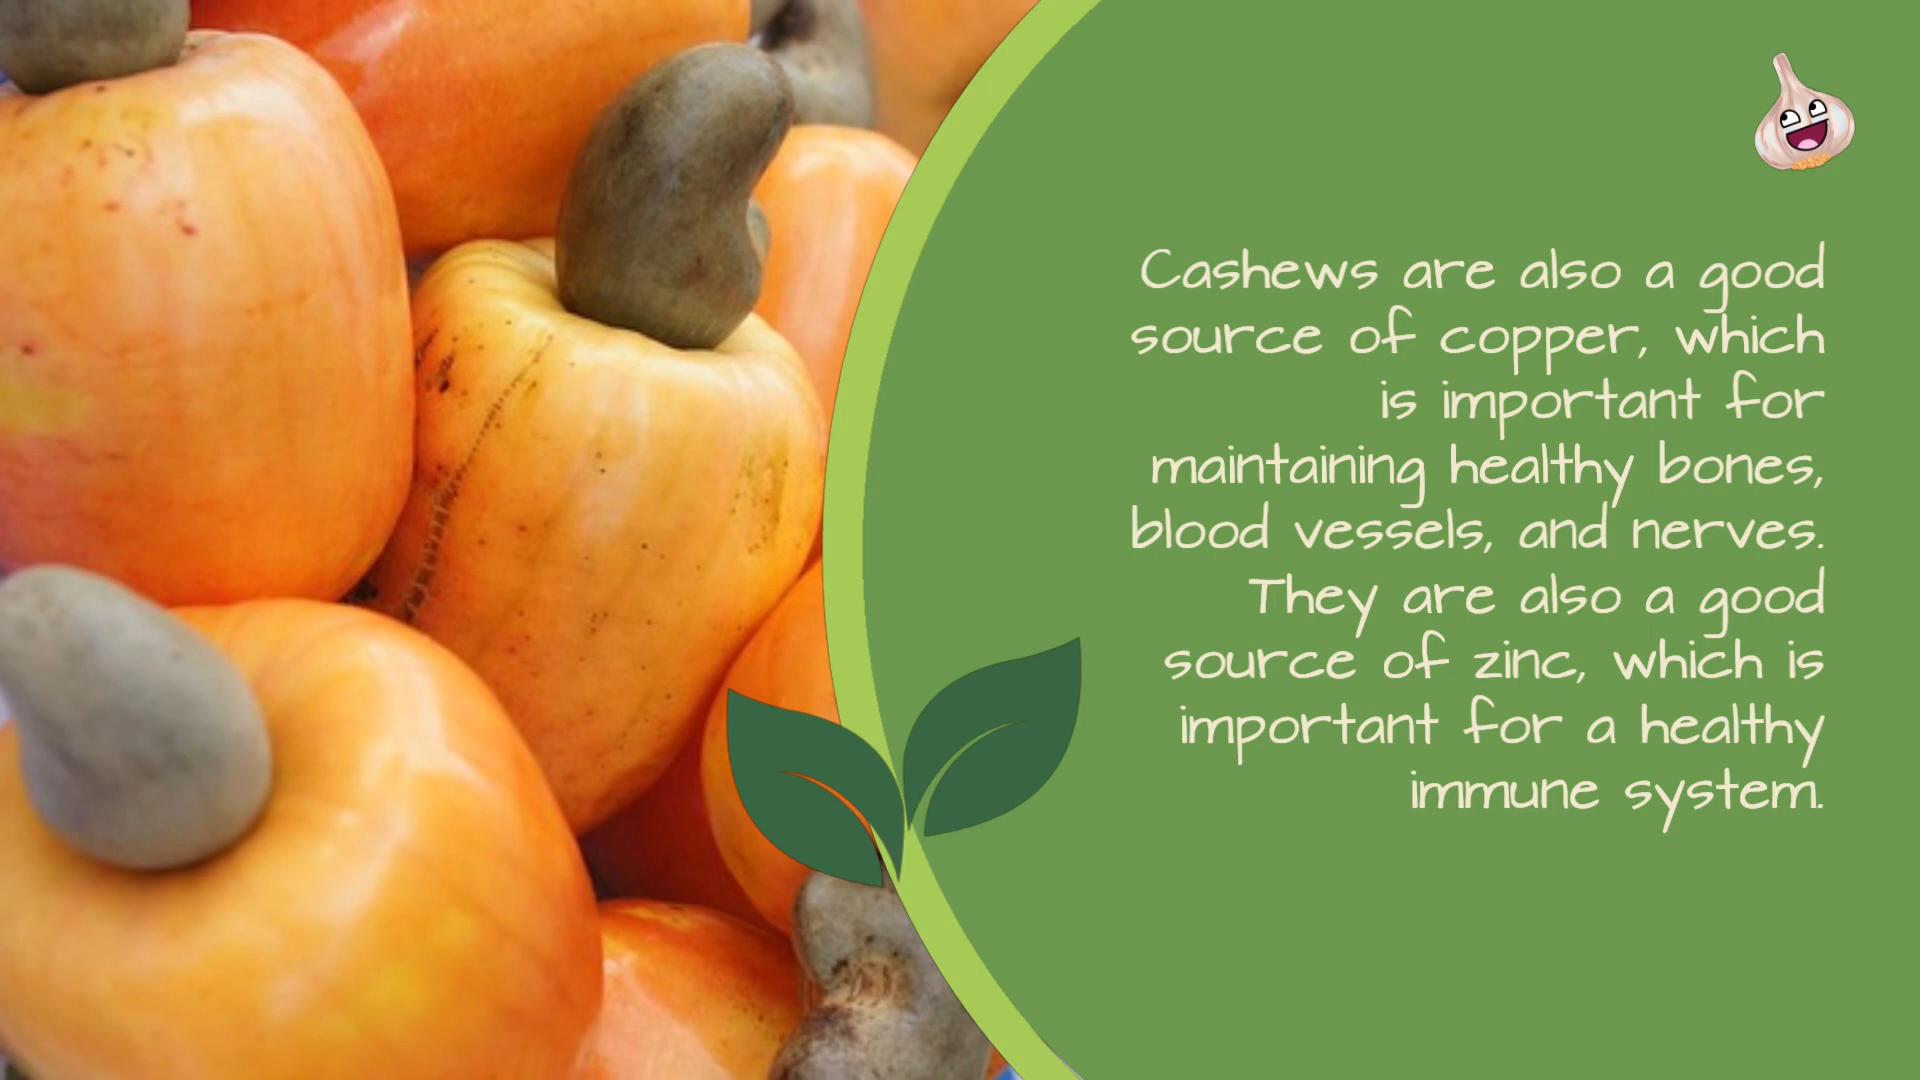 Cashews are also a good
source of copper, which
is important for
maintaining healthy bones,
blood vessels, and nerves.
They are also a good
source of zinc, which is
important for a healthy
immune system.